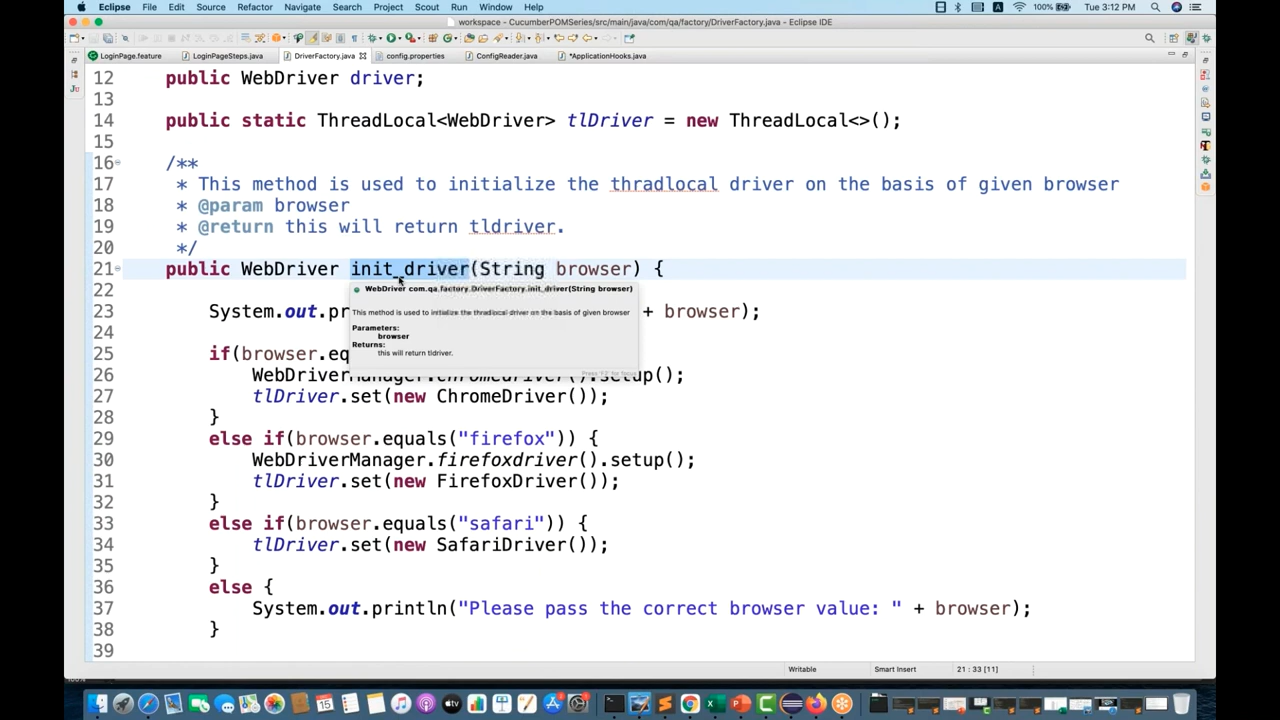 Eclipse File Edit Source Refactor Navigate Search Project Scout Run Window Help 100% Tue 3:12 PM
workspace - CucumberPOMSeries/src/main/java/com/qa/factory/DriverFactory.java - Eclipse IDE
LoginPage.feature LoginPageSteps.java DriverFactory.java config.properties ConfigReader.java *ApplicationHooks.java
12 public WebDriver driver;
13
14 public static ThreadLocal<WebDriver> tlDriver = new ThreadLocal<>();
15
16 /**
17 * This method is used to initialize the thradlocal driver on the basis of given browser
18 * @param browser
19 * @return this will return tldriver.
20 */
21 public WebDriver init_driver(String browser) {
22
WebDriver com.qa.factory.DriverFactory.init_driver(String browser)
23 System.out.pr + browser);
This method is used to initialize the thradlocal driver on the basis of given browser
Parameters:
browser
Returns:
this will return tldriver.
Press 'F2' for focus
25 if(browser.eq
26 WebDriverManager.chromedriver().setup();
27 tlDriver.set(new ChromeDriver());
28 }
29 else if(browser.equals("firefox")) {
30 WebDriverManager.firefoxdriver().setup();
31 tlDriver.set(new FirefoxDriver());
32 }
33 else if(browser.equals("safari")) {
34 tlDriver.set(new SafariDriver());
35 }
36 else {
37 System.out.println("Please pass the correct browser value: " + browser);
38 }
39
Writable Smart Insert 21 : 33 [11]